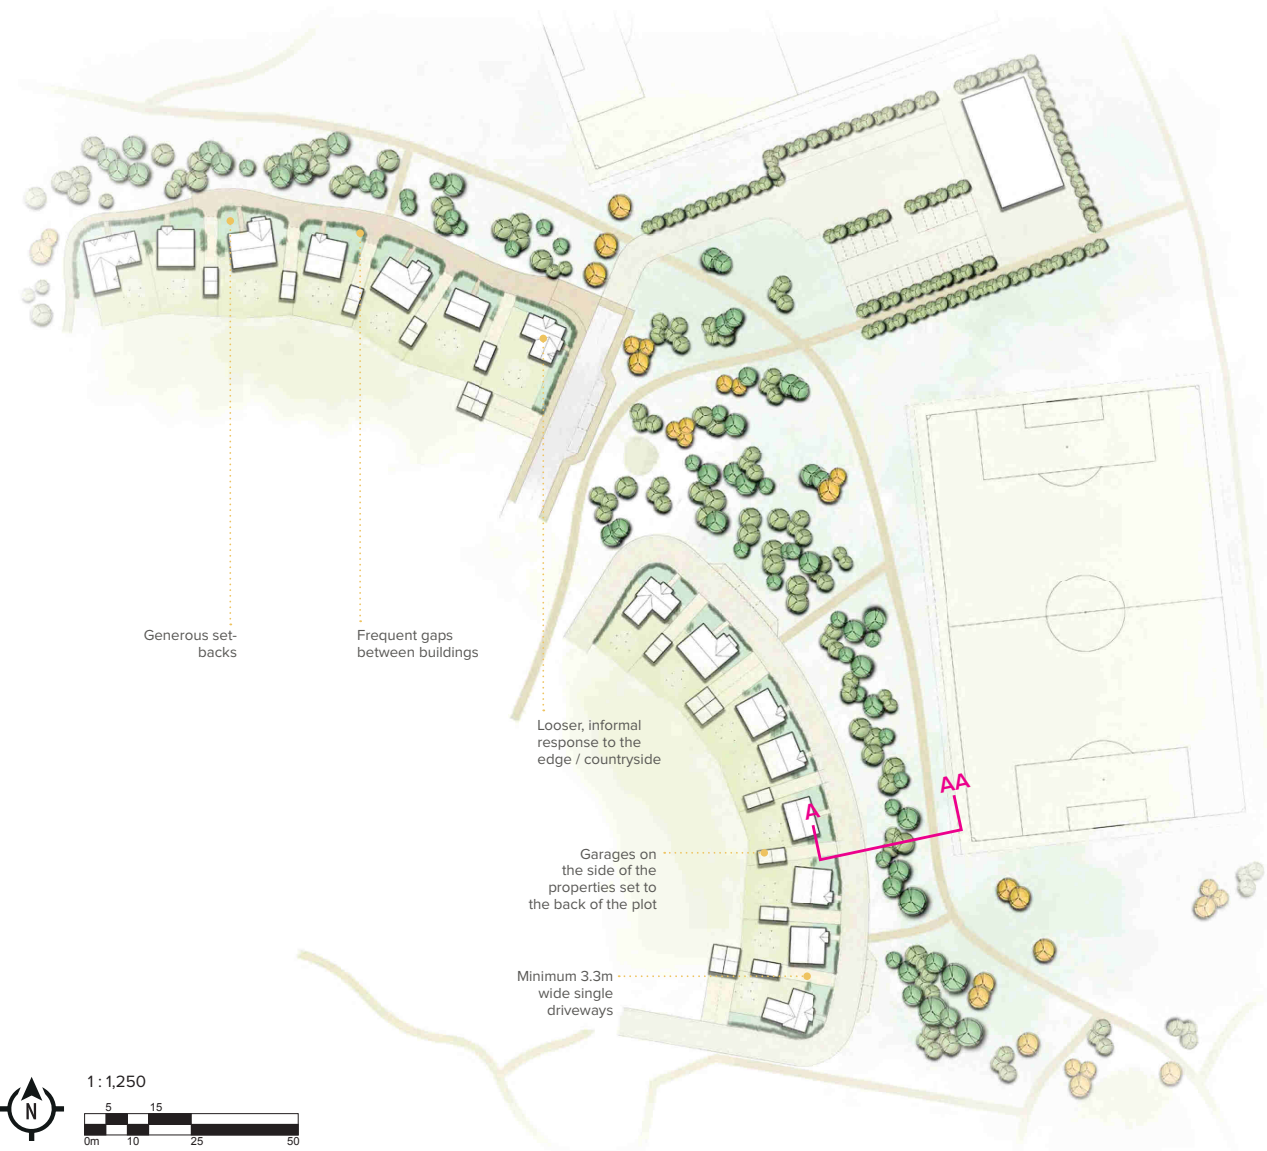 Generous set-
backs
Frequent gaps
between buildings
Looser, informal
response to the
edge / countryside
A
AA
Garages on
the side of the
properties set to
the back of the plot
Minimum 3.3m
wide single
driveways
1 : 1,250
N
5 15
0m 10 25 50